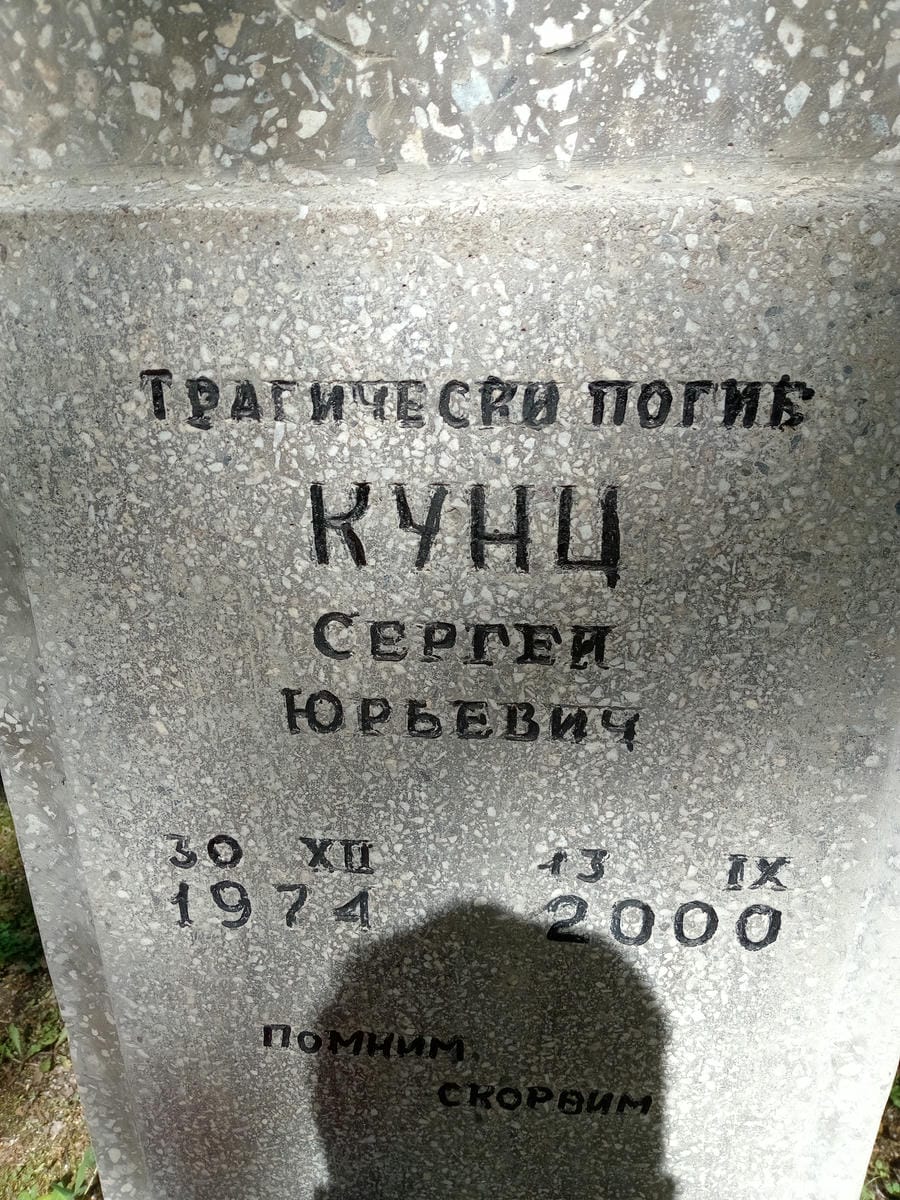 ТРАГИЧЕСКИ ПОГИБ
КУНЦ
СЕРГЕЙ
ЮРЬЕВИЧ
30 XII 13 IX
1974 2000
ПОМНИМ,
СКОРБИМ